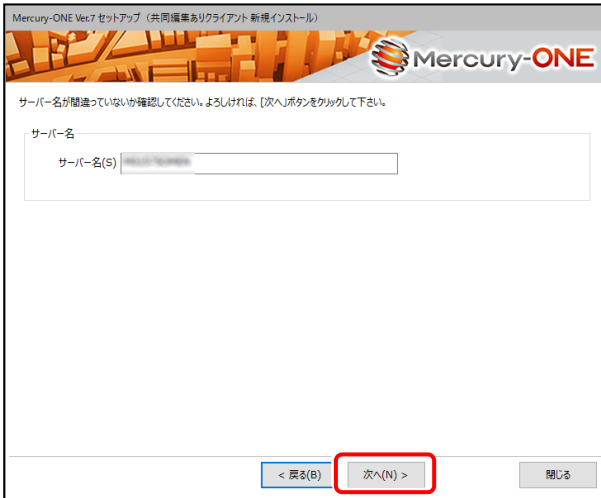 Mercury-ONE Ver.7 セットアップ（共同編集ありクライアント 新規インストール）
Mercury-ONE
サーバー名が間違っていないか確認してください。よろしければ、［次へ］ボタンをクリックして下さい。
サーバー名
サーバー名(S)
< 戻る(B) 次へ(N) > 閉じる